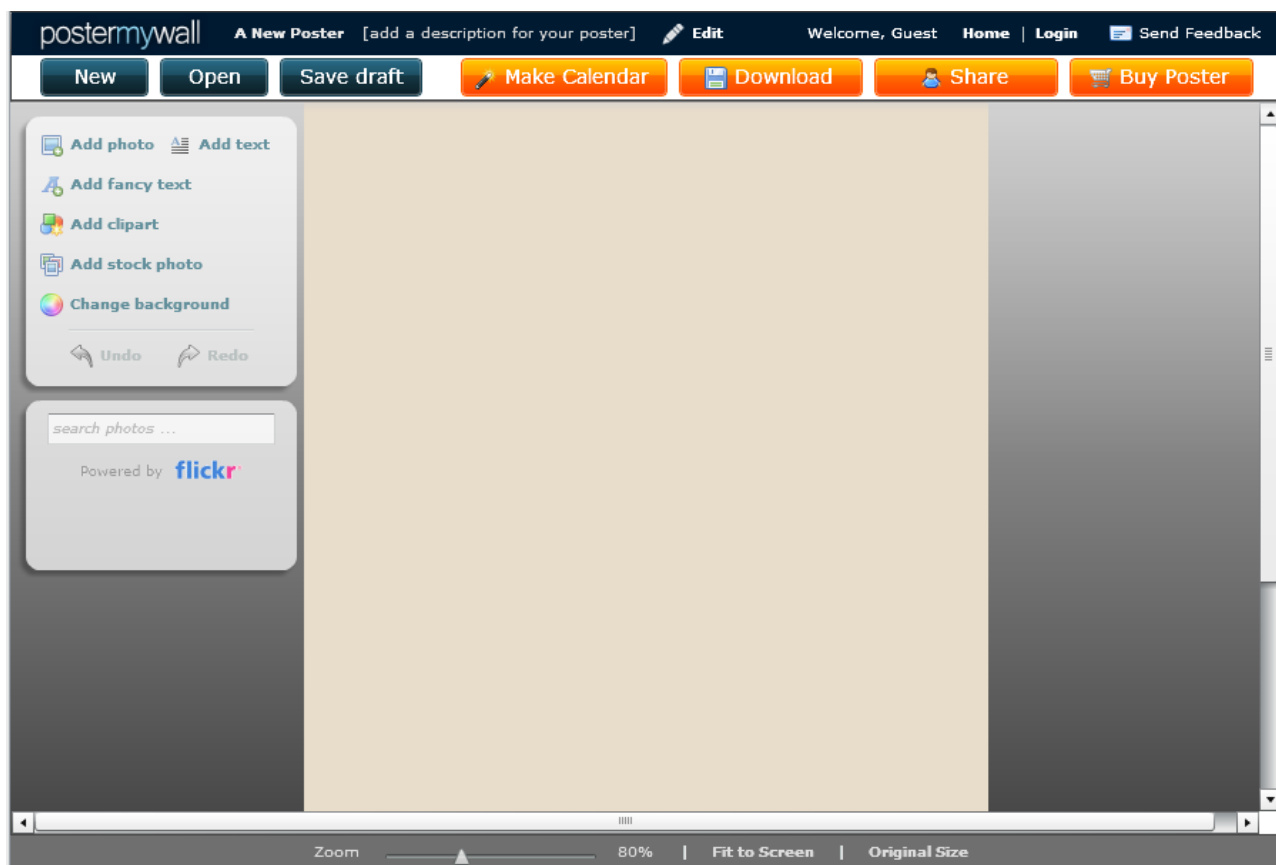 postermywall A New Poster [add a description for your poster] Edit Welcome, Guest Home | Login Send Feedback
New Open Save draft Make Calendar Download Share Buy Poster
Add photo Add text
Add fancy text
Add clipart
Add stock photo
Change background
Undo Redo
search photos ...
Powered by flickr
Zoom 80% | Fit to Screen | Original Size